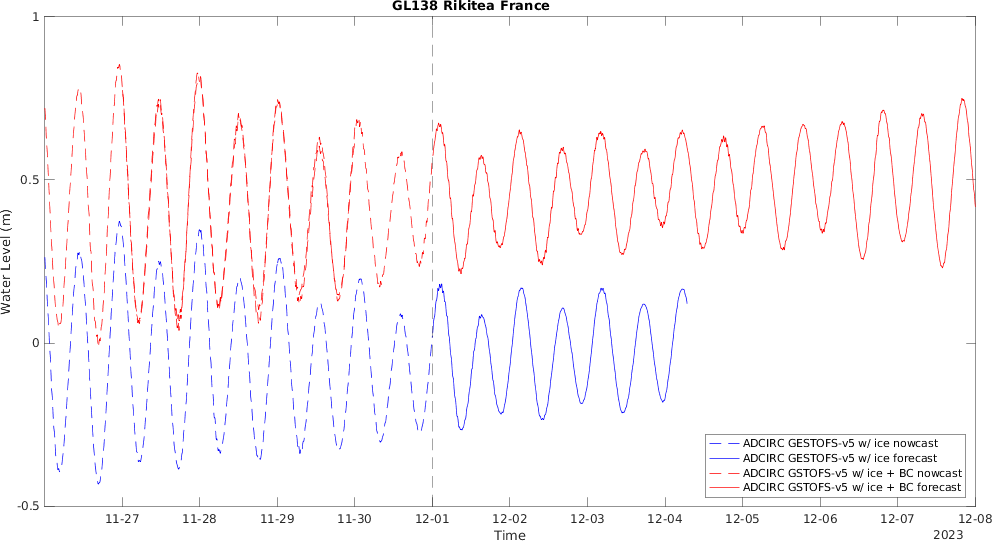 GL138 Rikitea France
1
0.5
0
-0.5
Water Level (m)
11-27 11-28 11-29 11-30 12-01 12-02 12-03 12-04 12-05 12-06 12-07 12-08
Time
2023
ADCIRC GESTOFS-v5 w/ ice nowcast
ADCIRC GESTOFS-v5 w/ ice forecast
ADCIRC GSTOFS-v5 w/ ice + BC nowcast
ADCIRC GSTOFS-v5 w/ ice + BC forecast